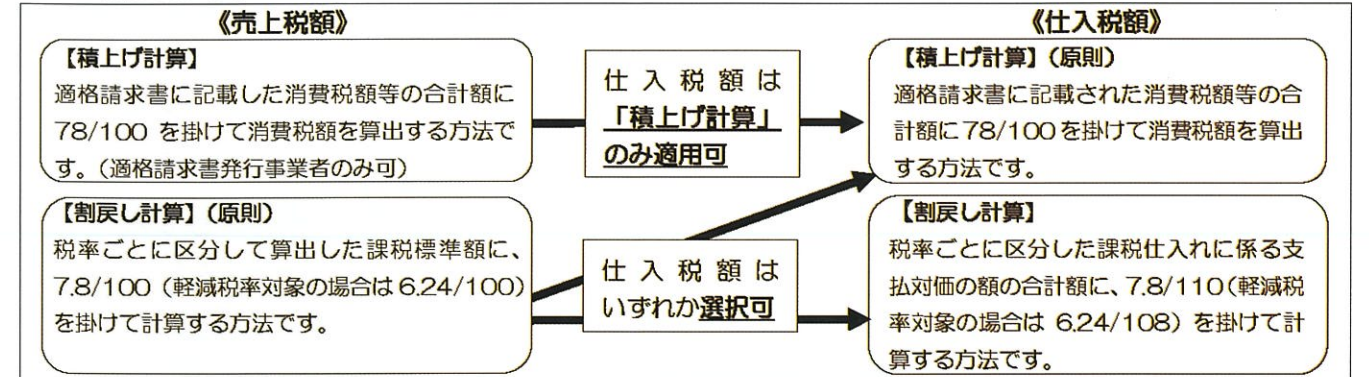 《売上税額》
【積上げ計算】
適格請求書に記載した消費税額等の合計額に
78/100 を掛けて消費税額を算出する方法で
す。（適格請求書発行事業者のみ可）
【割戻し計算】（原則）
税率ごとに区分して算出した課税標準額に、
7.8/100（軽減税率対象の場合は6.24/100）
を掛けて計算する方法です。
仕入税額は
「積上げ計算」
のみ適用可
仕入税額は
いずれか選択可
《仕入税額》
【積上げ計算】（原則）
適格請求書に記載された消費税額等の合
計額に78/100を掛けて消費税額を算出
する方法です。
【割戻し計算】
税率ごとに区分した課税仕入れに係る支
払対価の額の合計額に、7.8/110（軽減税
率対象の場合は 6.24/108）を掛けて計
算する方法です。